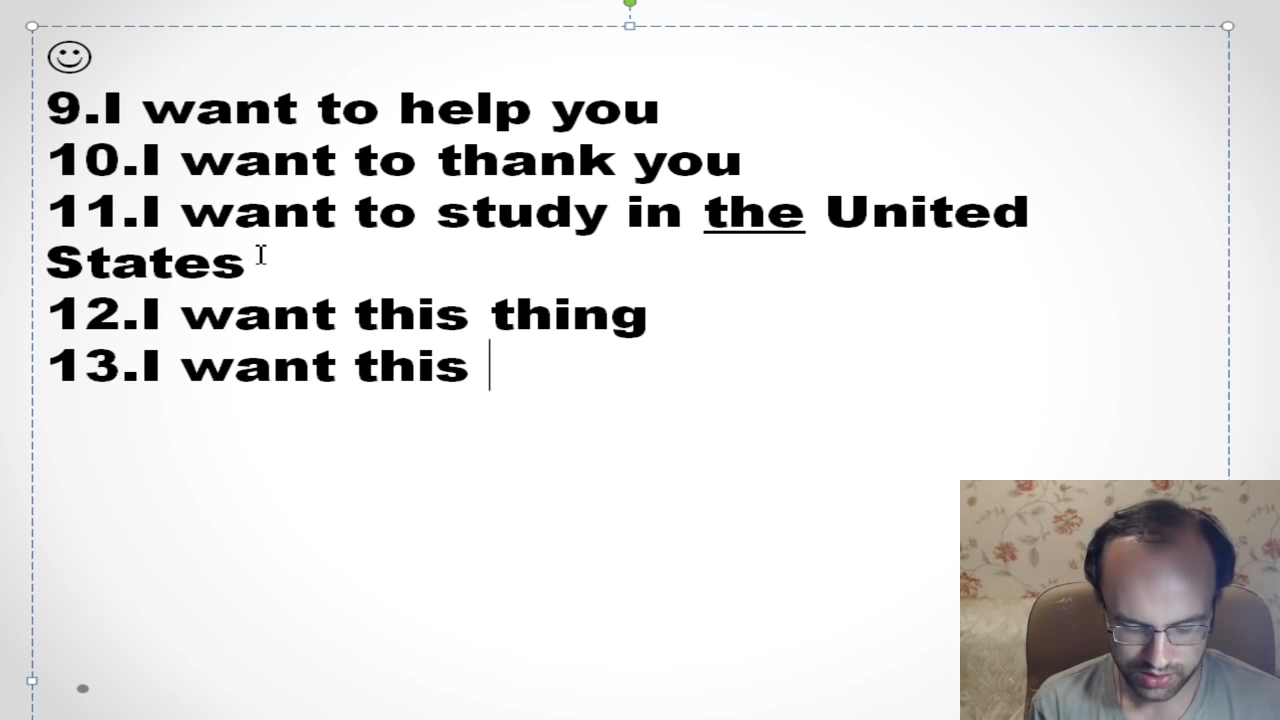 9.I want to help you
10.I want to thank you
11.I want to study in the United
States
12.I want this thing
13.I want this